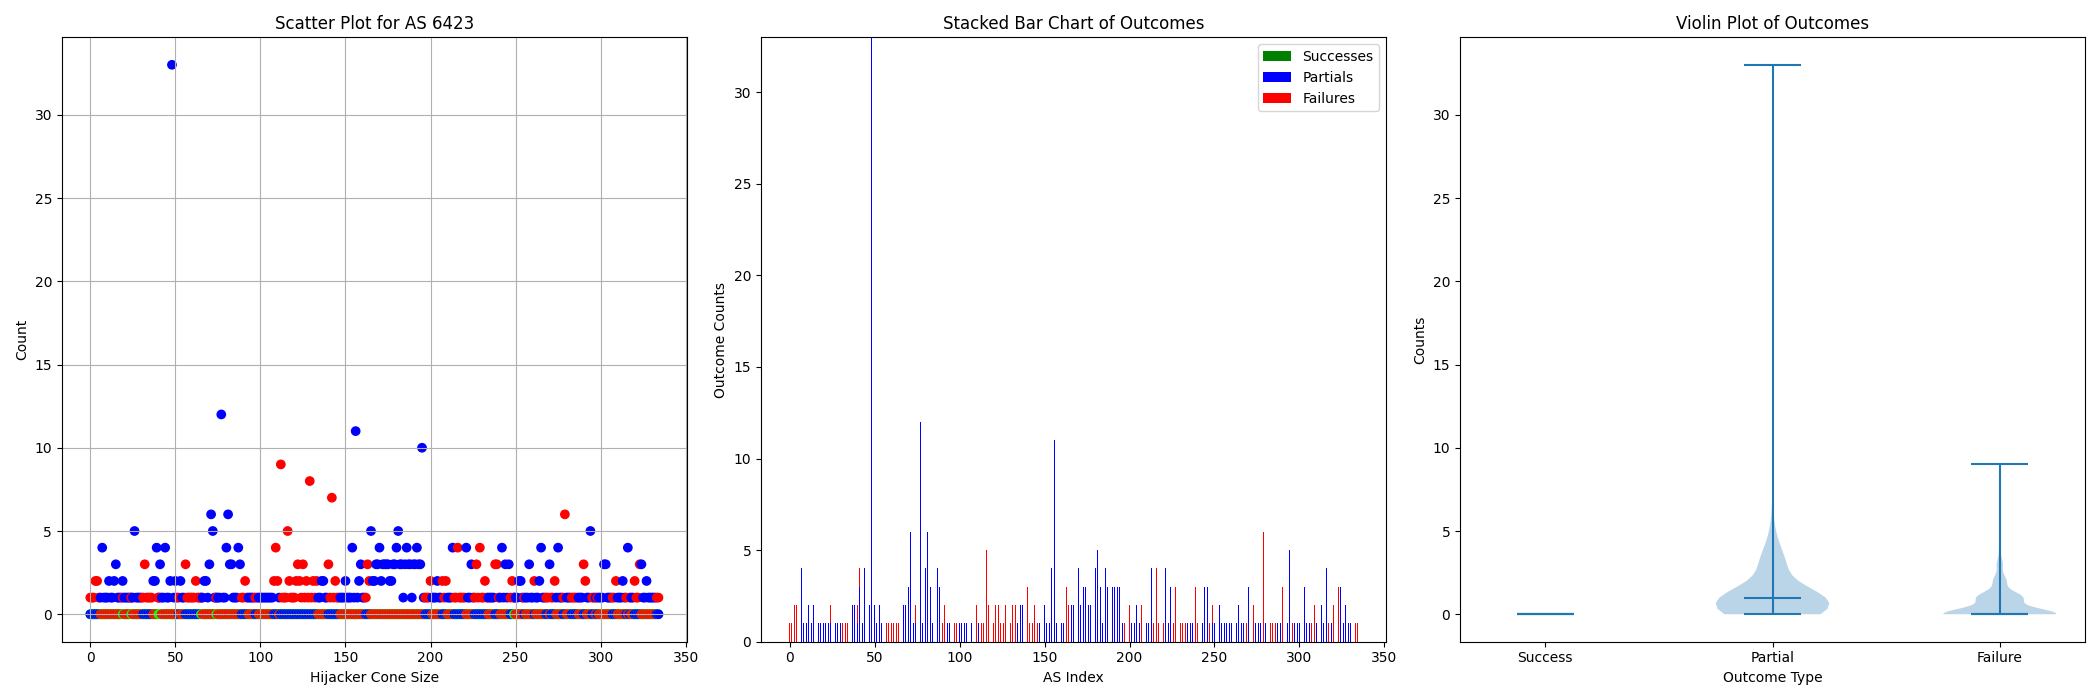 Scatter Plot for AS 6423
Count
30
25
20
15
10
5
0
0 50 100 150 200 250 300 350
Hijacker Cone Size
Stacked Bar Chart of Outcomes
Successes
Partials
Failures
Outcome Counts
30
25
20
15
10
5
0
0 50 100 150 200 250 300 350
AS Index
Violin Plot of Outcomes
Counts
30
25
20
15
10
5
0
Success Partial Failure
Outcome Type